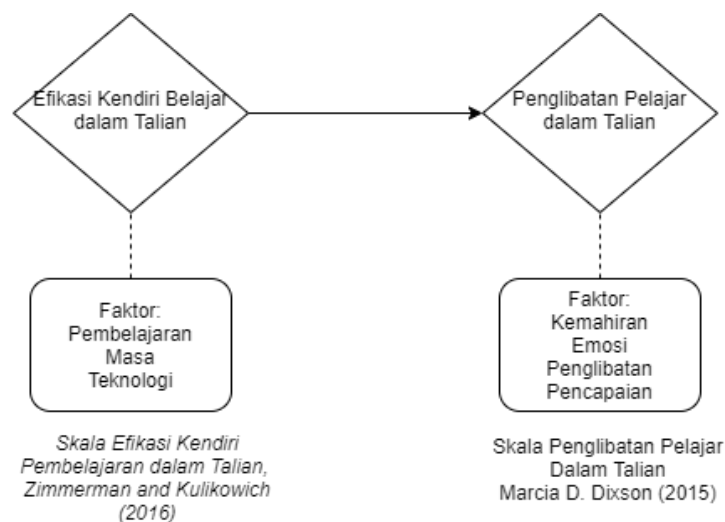 Efikasi Kendiri Belajar
dalam Talian
Penglibatan Pelajar
dalam Talian
Faktor:
Pembelajaran
Masa
Teknologi
Faktor:
Kemahiran
Emosi
Penglibatan
Pencapaian
Skala Efikasi Kendiri
Pembelajaran dalam Talian,
Zimmerman and Kulikowich
(2016)
Skala Penglibatan Pelajar
Dalam Talian
Marcia D. Dixson (2015)